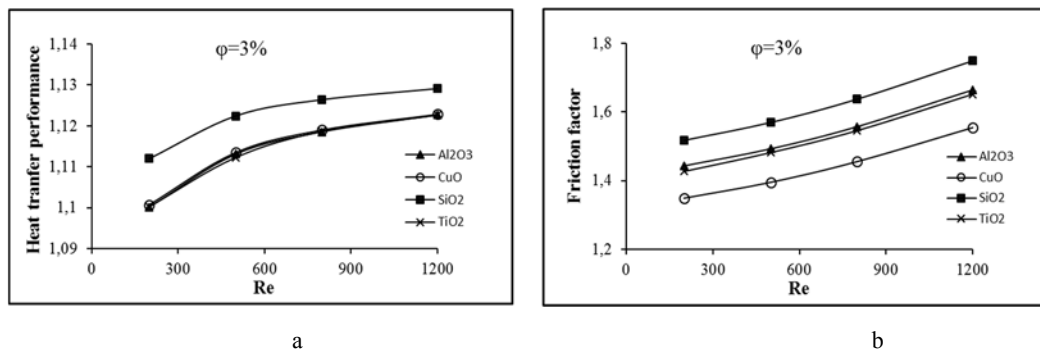 1,14
1,13
1,12
1,11
1,1
1,09
0
300
600
900
1200
Heat tranfer performance
Re
φ=3%
Al2O3
CuO
SiO2
TiO2
a
1,8
1,6
1,4
1,2
0
300
600
900
1200
Friction factor
Re
φ=3%
Al2O3
CuO
SiO2
TiO2
b